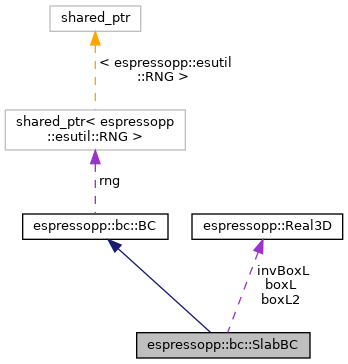 shared_ptr
< espressopp::esutil
::RNG >
shared_ptr< espressopp
::esutil::RNG >
rng
espressopp::bc::BC
espressopp::Real3D
invBoxL
boxL
boxL2
espressopp::bc::SlabBC